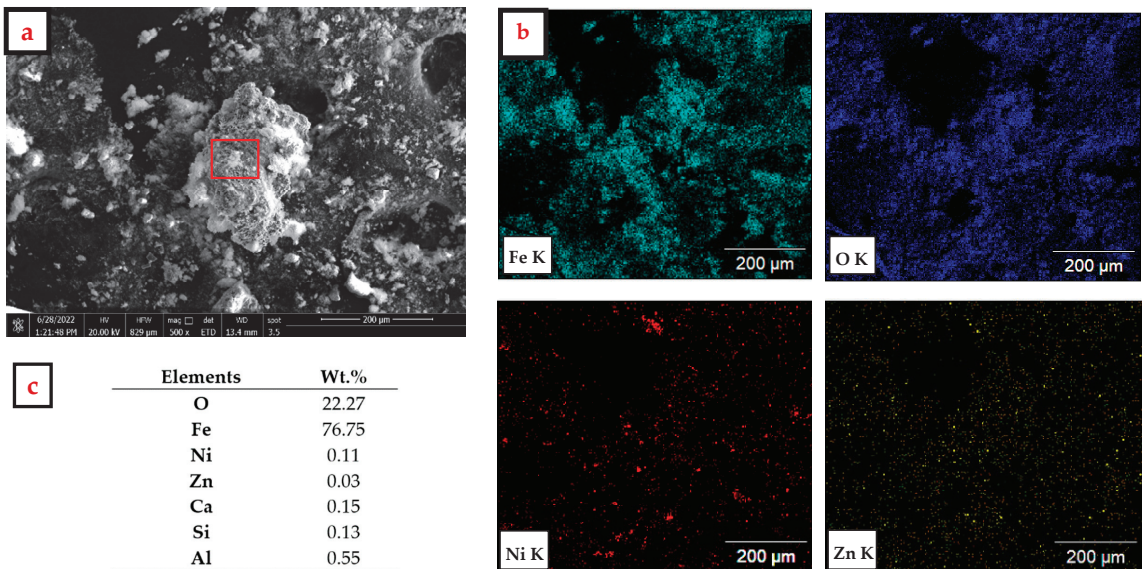 a
6/28/2022 HV HFW mag □ det WD spot
1:21:48 PM 20.00 kV 829 µm 500 x ETD 13.4 mm 3.5
200 µm
b
Fe K
200 µm
O K
200 µm
Ni K
200 µm
Zn K
200 µm
c
Elements Wt.%
O 22.27
Fe 76.75
Ni 0.11
Zn 0.03
Ca 0.15
Si 0.13
Al 0.55